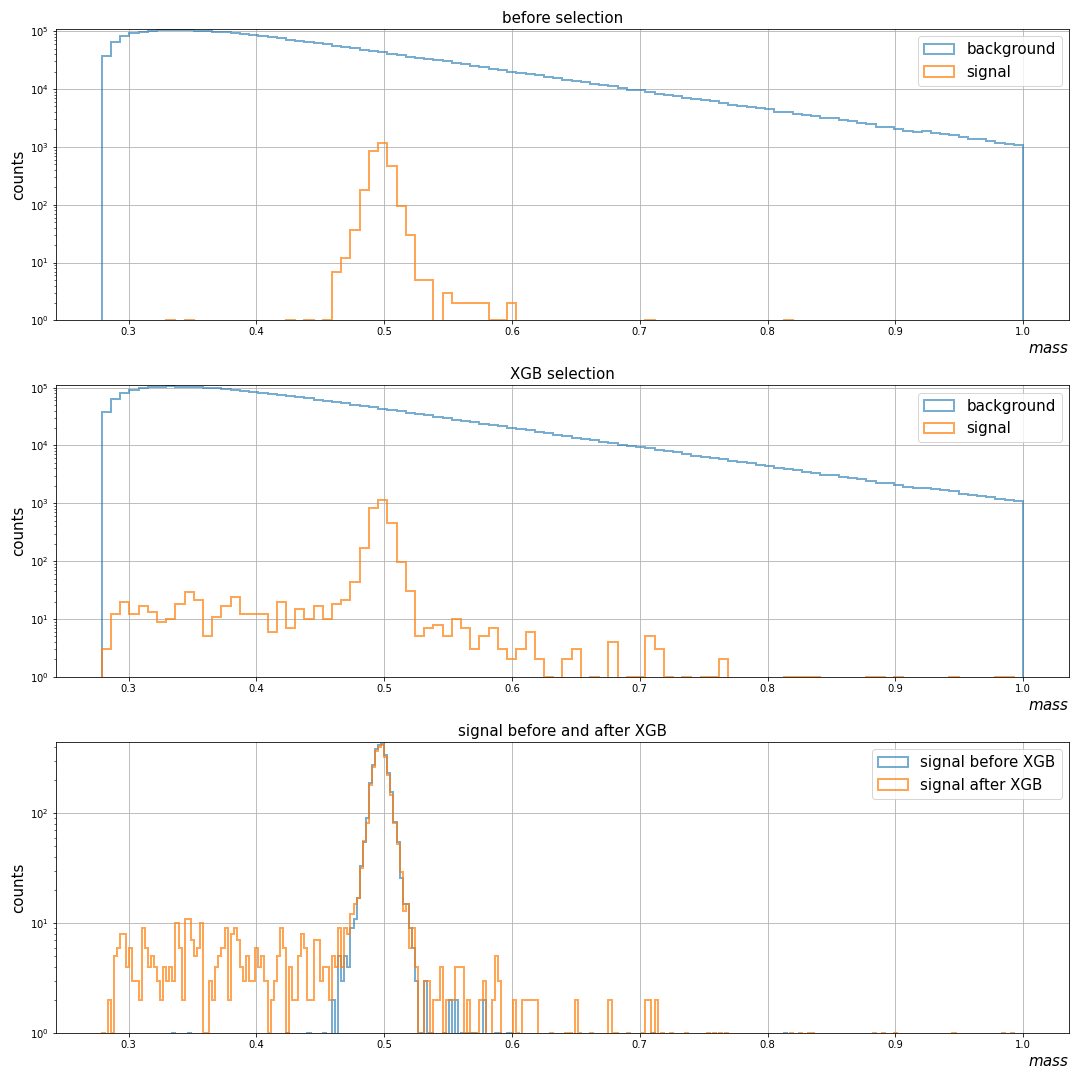 before selection
background
signal
counts
10⁵
10⁴
10³
10²
10¹
10⁰
0.3 0.4 0.5 0.6 0.7 0.8 0.9 1.0
mass
XGB selection
background
signal
counts
10⁵
10⁴
10³
10²
10¹
10⁰
0.3 0.4 0.5 0.6 0.7 0.8 0.9 1.0
mass
signal before and after XGB
signal before XGB
signal after XGB
counts
10²
10¹
10⁰
0.3 0.4 0.5 0.6 0.7 0.8 0.9 1.0
mass